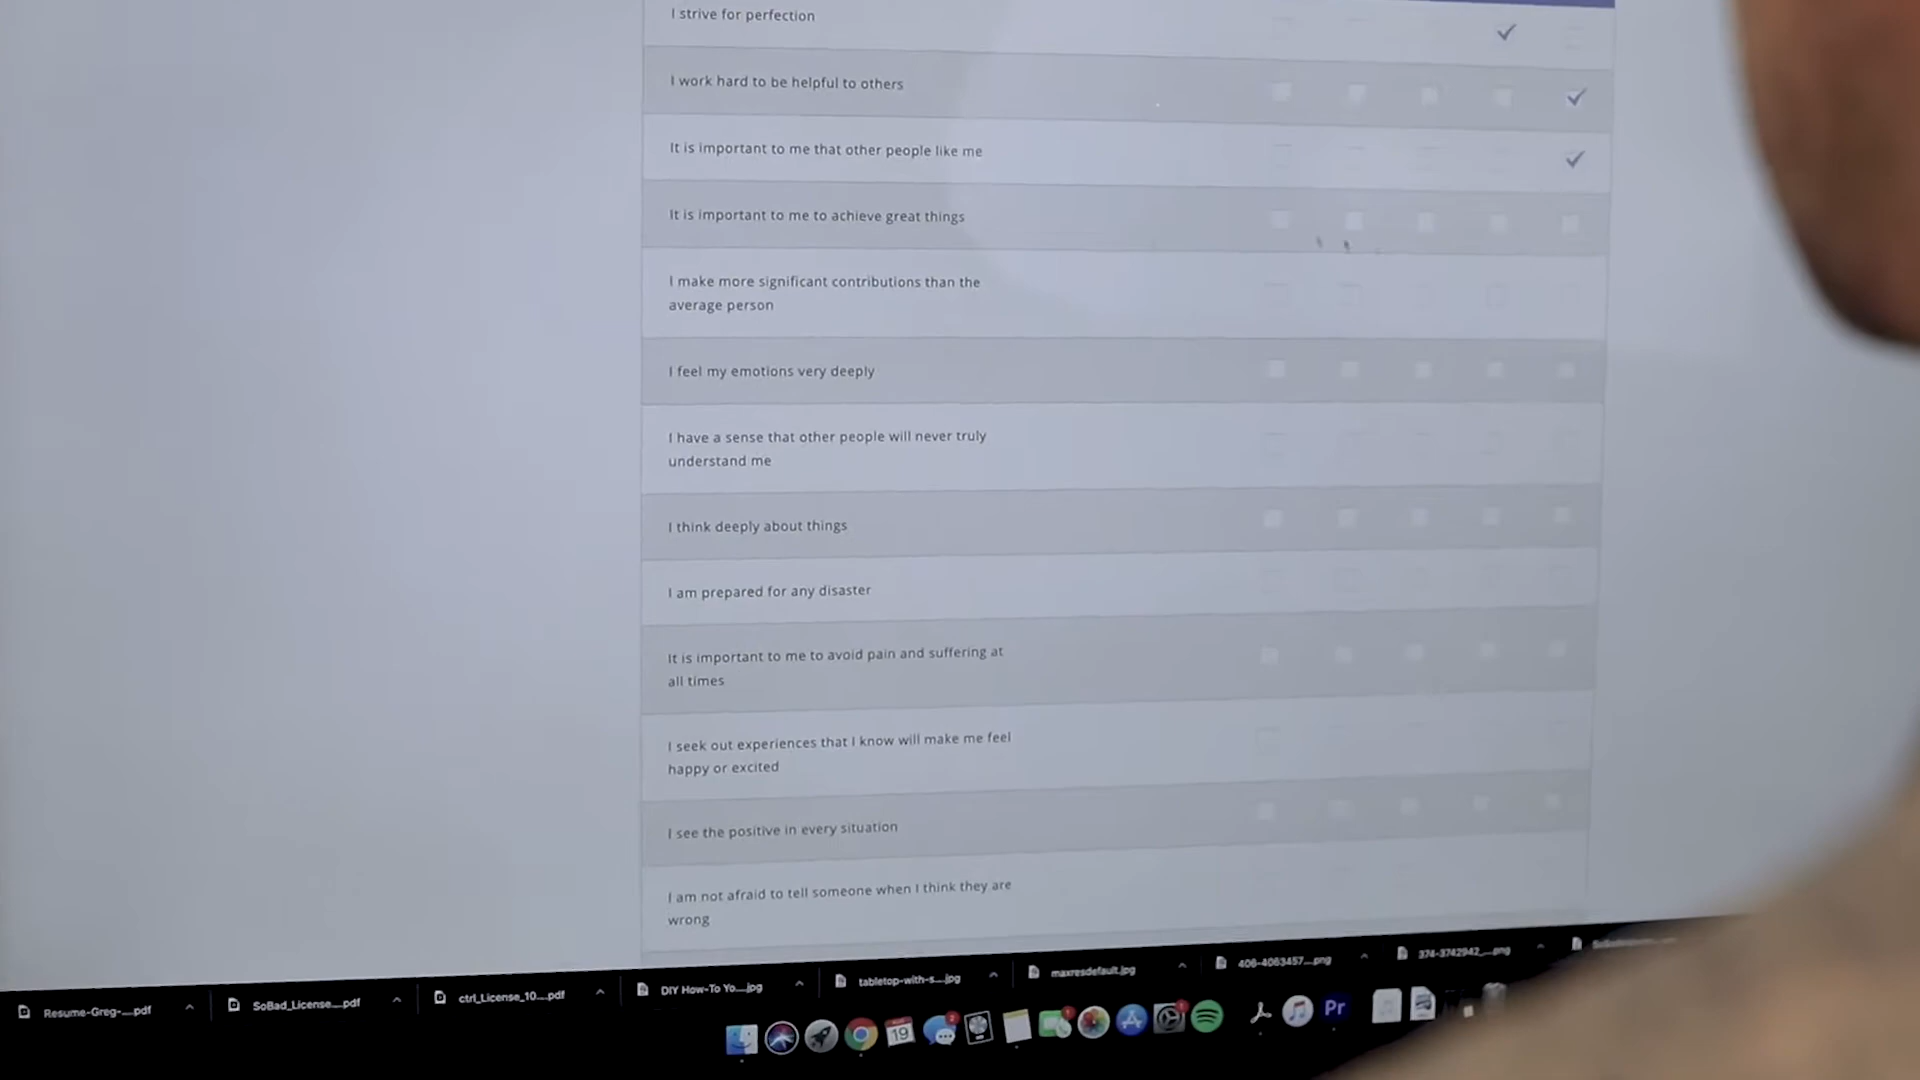 I strive for perfection
I work hard to be helpful to others
It is important to me that other people like me
It is important to me to achieve great things
I make more significant contributions than the
average person
I feel my emotions very deeply
I have a sense that other people will never truly
understand me
I think deeply about things
I am prepared for any disaster
It is important to me to avoid pain and suffering at
all times
I seek out experiences that I know will make me feel
happy or excited
I see the positive in every situation
I am not afraid to tell someone when I think they are
wrong
Resume-Greg-....pdf
SoBad_License....pdf
ctrl_License_10....pdf
DIY How-To Yo....jpg
tabletop-with-s....jpg
maxresdefault.jpg
406-4063457....png
374-3742942_....png
19
Pr